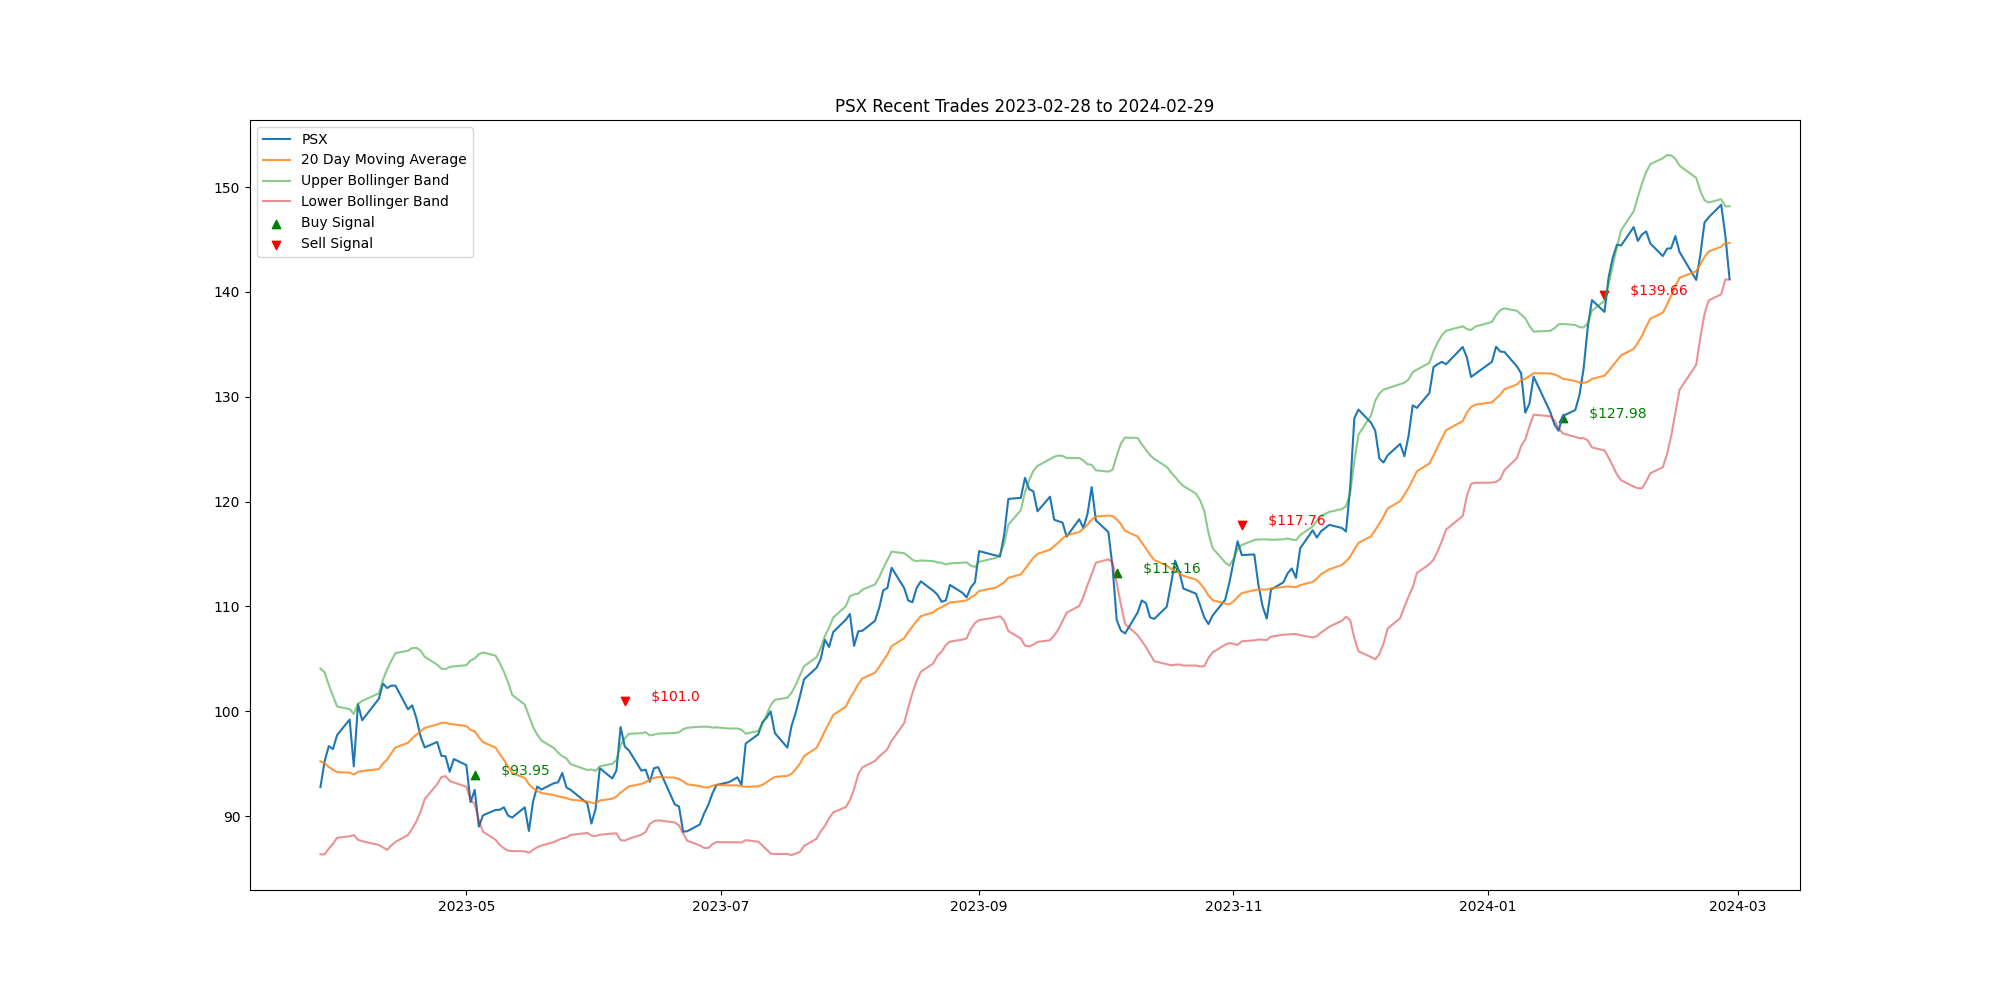 PSX Recent Trades 2023-02-28 to 2024-02-29
PSX
20 Day Moving Average
Upper Bollinger Band
Lower Bollinger Band
Buy Signal
Sell Signal
150
140
130
120
110
100
90
$93.95
$101.0
$113.16
$117.76
$127.98
$139.66
2023-05
2023-07
2023-09
2023-11
2024-01
2024-03